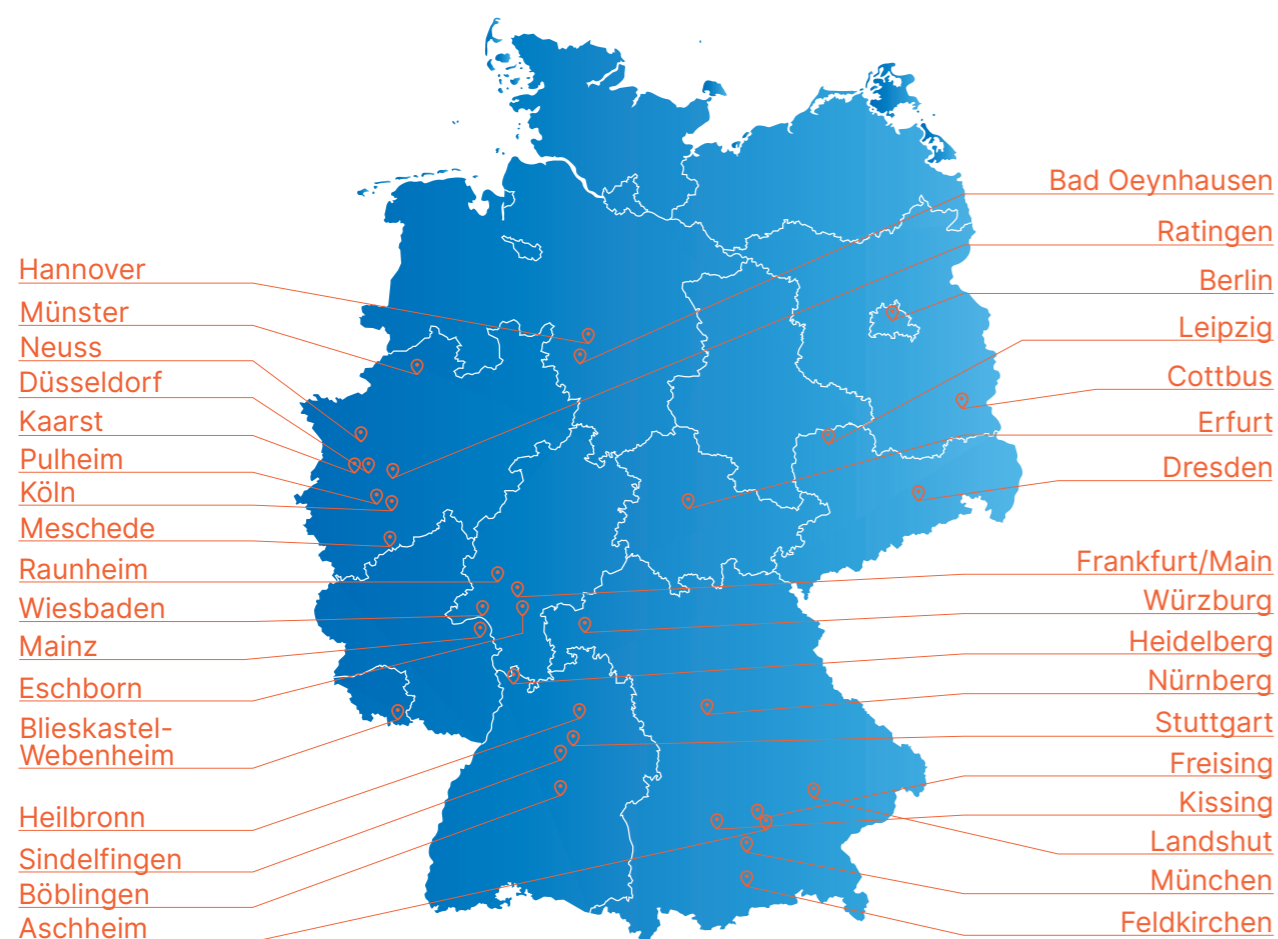 Hannover
Münster
Neuss
Düsseldorf
Kaarst
Pulheim
Köln
Meschede
Raunheim
Wiesbaden
Mainz
Eschborn
Blieskastel-
Webenheim
Heilbronn
Sindelfingen
Böblingen
Aschheim
Bad Oeynhausen
Ratingen
Berlin
Leipzig
Cottbus
Erfurt
Dresden
Frankfurt/Main
Würzburg
Heidelberg
Nürnberg
Stuttgart
Freising
Kissing
Landshut
München
Feldkirchen